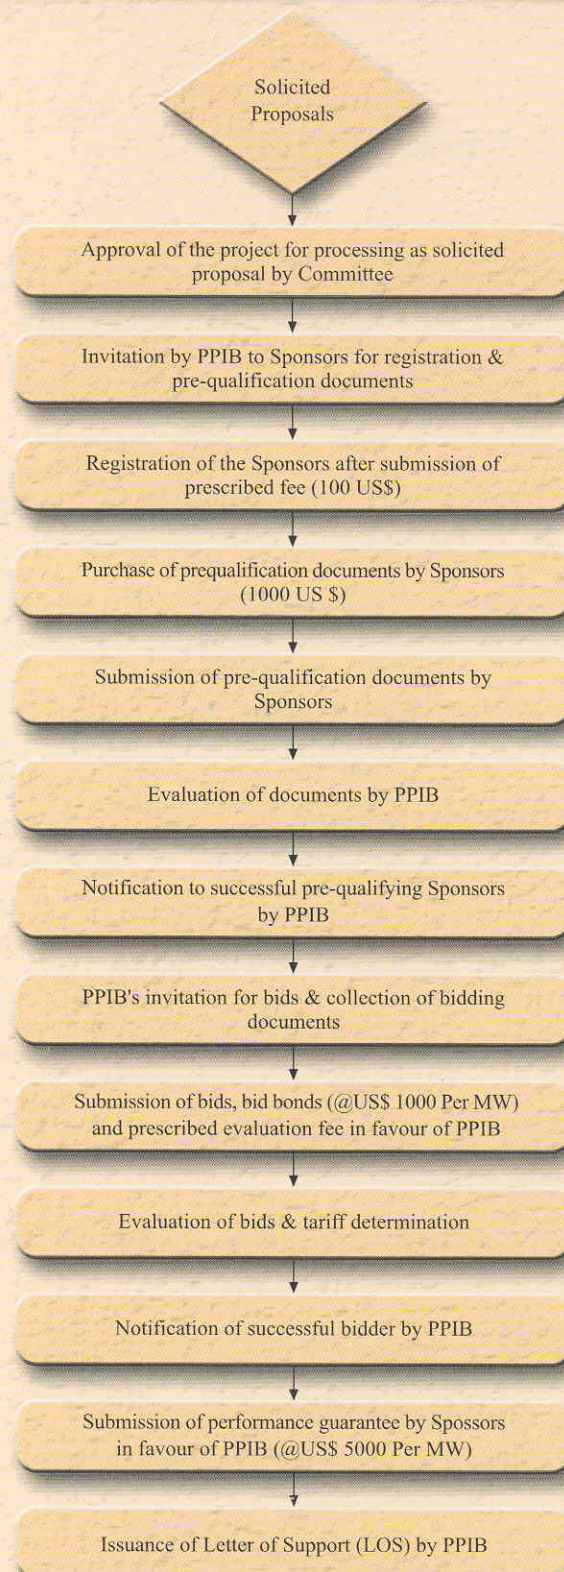 Solicited
Proposals
Approval of the project for processing as solicited
proposal by Committee
Invitation by PPIB to Sponsors for registration &
pre-qualification documents
Registration of the Sponsors after submission of
prescribed fee (100 US$)
Purchase of prequalification documents by Sponsors
(1000 US $)
Submission of pre-qualification documents by
Sponsors
Evaluation of documents by PPIB
Notification to successful pre-qualifying Sponsors
by PPIB
PPIB's invitation for bids & collection of bidding
documents
Submission of bids, bid bonds (@US$ 1000 Per MW)
and prescribed evaluation fee in favour of PPIB
Evaluation of bids & tariff determination
Notification of successful bidder by PPIB
Submission of performance guarantee by Spossors
in favour of PPIB (@US$ 5000 Per MW)
Issuance of Letter of Support (LOS) by PPIB